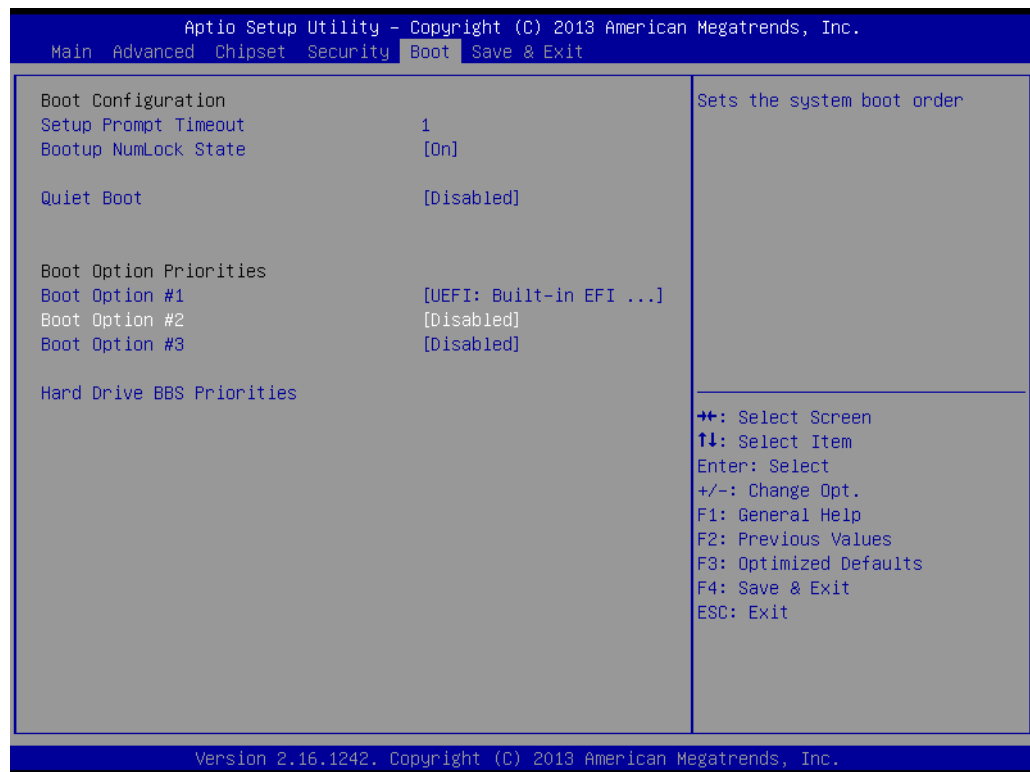 Aptio Setup Utility – Copyright (C) 2013 American Megatrends, Inc.
Main Advanced Chipset Security Boot Save & Exit
Boot Configuration
Setup Prompt Timeout 1
Bootup NumLock State [On]
Quiet Boot [Disabled]
Boot Option Priorities
Boot Option #1 [UEFI: Built-in EFI ...]
Boot Option #2 [Disabled]
Boot Option #3 [Disabled]
Hard Drive BBS Priorities
Sets the system boot order
→←: Select Screen
↑↓: Select Item
Enter: Select
+/-: Change Opt.
F1: General Help
F2: Previous Values
F3: Optimized Defaults
F4: Save & Exit
ESC: Exit
Version 2.16.1242. Copyright (C) 2013 American Megatrends, Inc.